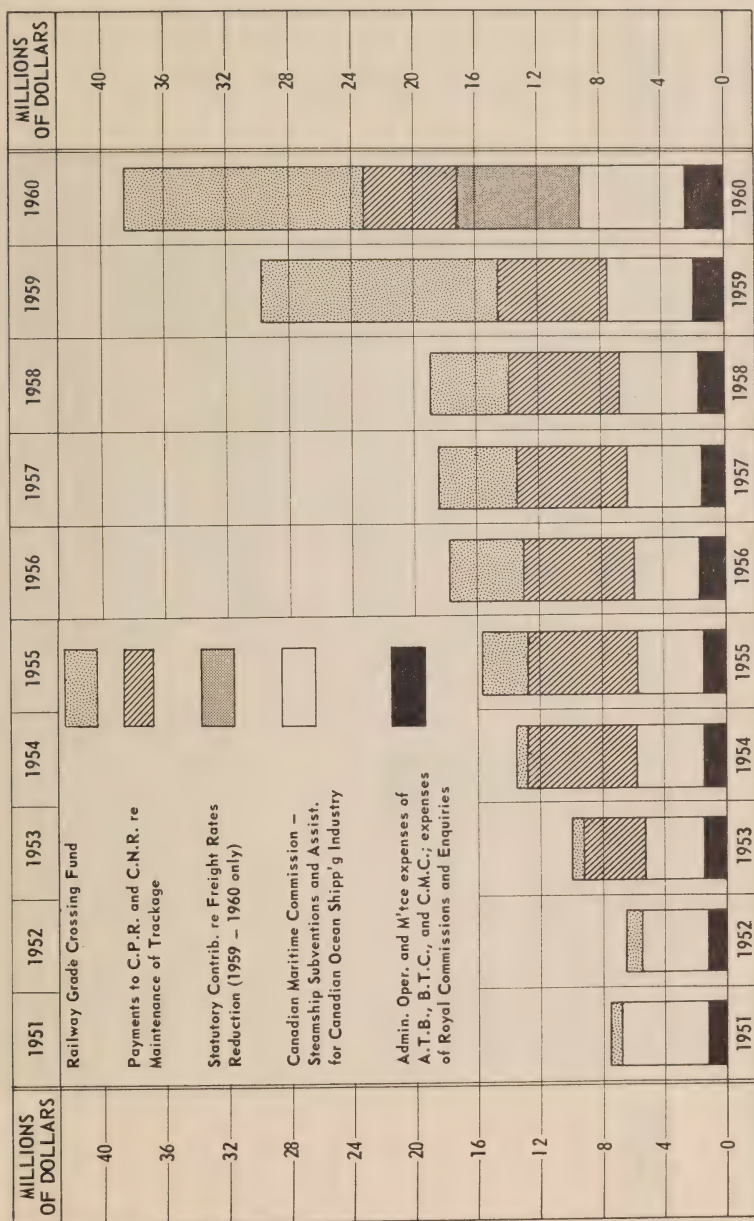 MILLIONS
OF DOLLARS
1951 1952 1953 1954 1955 1956 1957 1958 1959 1960
MILLIONS
OF DOLLARS
40
36
32
28
24
20
16
12
8
4
0
Railway Grade Crossing Fund
Payments to C.P.R. and C.N.R. re
Maintenance of Trackage
Statutory Contrib. re Freight Rates
Reduction (1959 – 1960 only)
Canadian Maritime Commission –
Steamship Subventions and Assist.
for Canadian Ocean Shipp'g Industry
Admin. Oper. and M'tce expenses of
A.T.B., B.T.C., and C.M.C.; expenses
of Royal Commissions and Enquiries
40
36
32
28
24
20
16
12
8
4
0
1951 1952 1953 1954 1955 1956 1957 1958 1959 1960